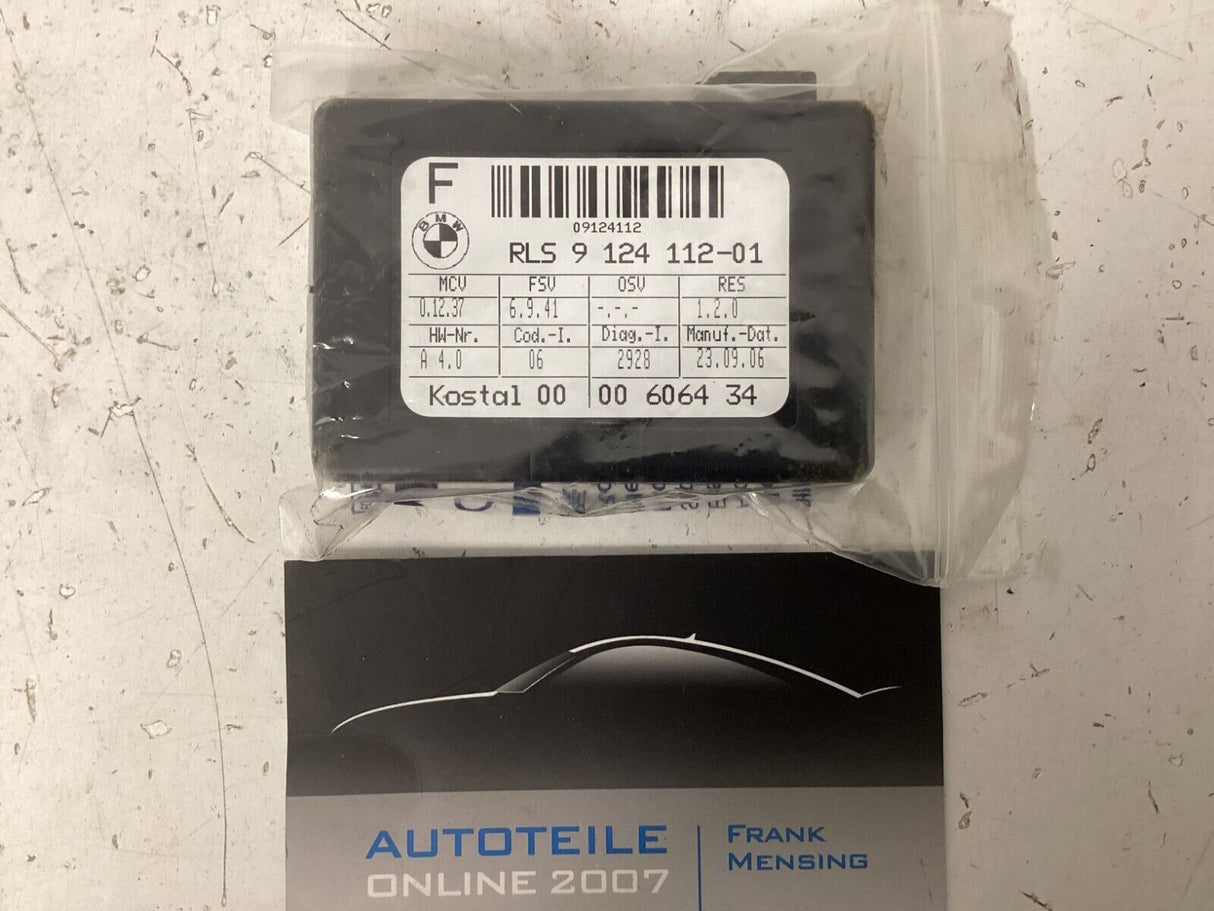 F
BMW
09124112
RLS 9 124 112-01
MCV FSV OSV RES
0.12.37 6.9.41 -.-.- 1.2.0
HW-Nr. Cod.-I. Diag.-I. Manuf.-Dat.
A 4.0 06 2928 23.09.06
Kostal 00 00 6064 34
AUTOTEILE
ONLINE 2007
FRANK
MENSING